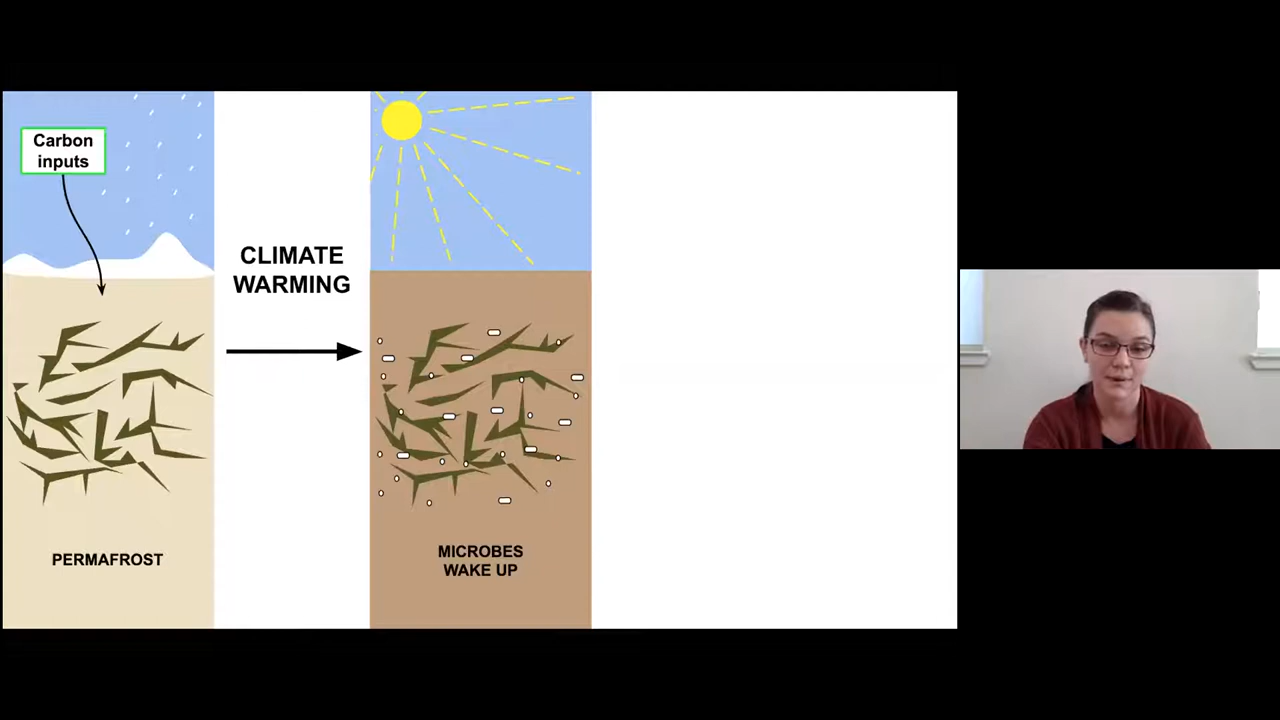 Carbon
inputs
CLIMATE
WARMING
PERMAFROST
MICROBES
WAKE UP